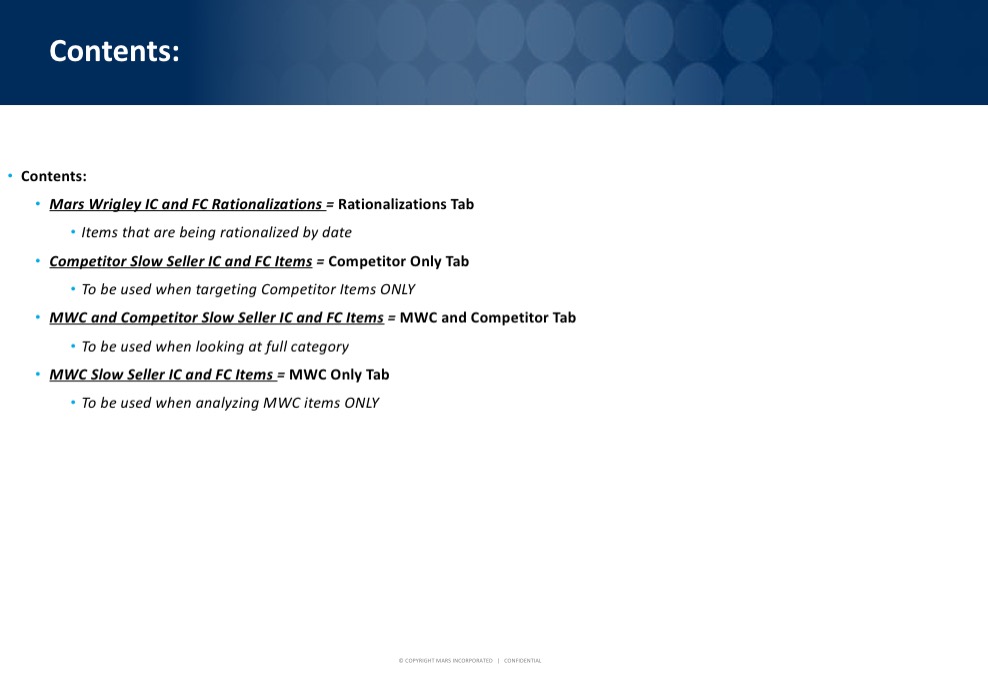 Contents:
• Contents:
• Mars Wrigley IC and FC Rationalizations = Rationalizations Tab
• Items that are being rationalized by date
• Competitor Slow Seller IC and FC Items = Competitor Only Tab
• To be used when targeting Competitor Items ONLY
• MWC and Competitor Slow Seller IC and FC Items = MWC and Competitor Tab
• To be used when looking at full category
• MWC Slow Seller IC and FC Items = MWC Only Tab
• To be used when analyzing MWC items ONLY
© COPYRIGHT MARS INCORPORATED | CONFIDENTIAL